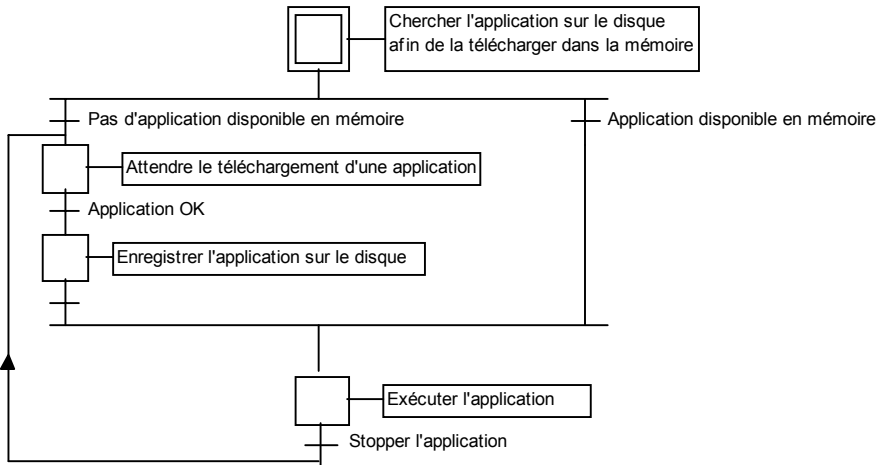 Chercher l'application sur le disque
afin de la télécharger dans la mémoire
Pas d'application disponible en mémoire
Application disponible en mémoire
Attendre le téléchargement d'une application
Application OK
Enregistrer l'application sur le disque
Exécuter l'application
Stopper l'application